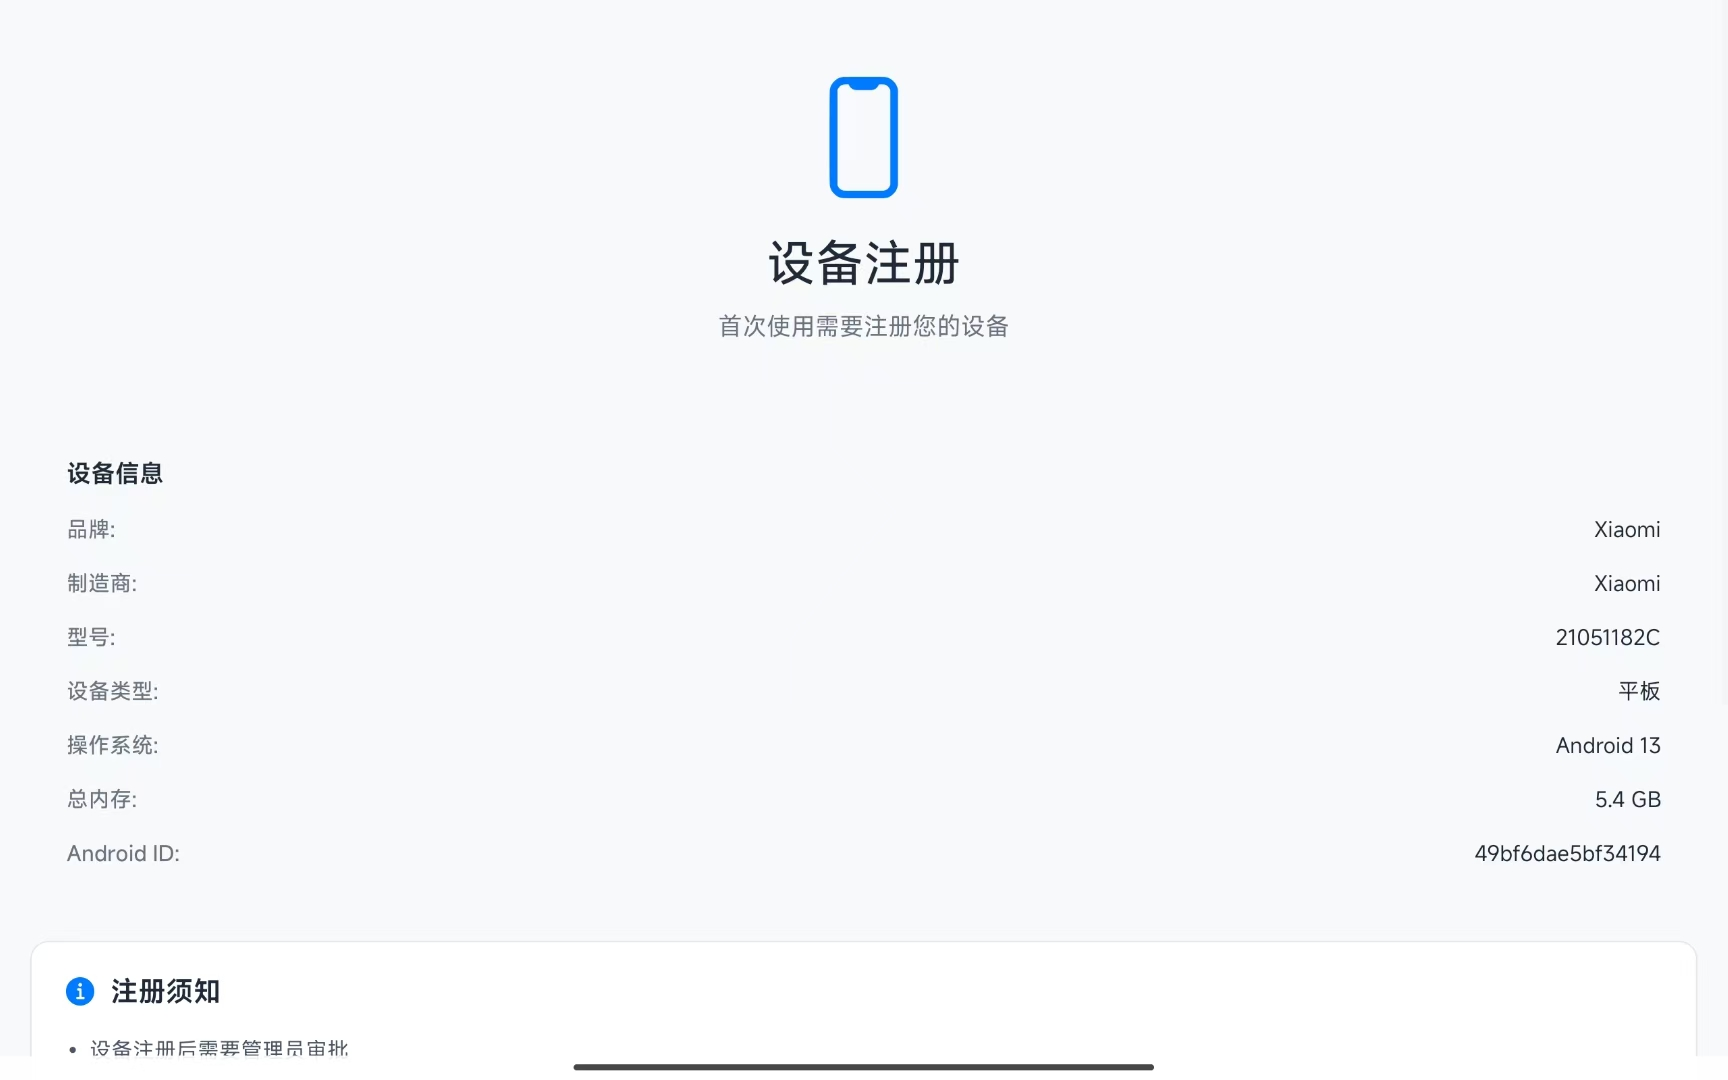 设备注册
首次使用需要注册您的设备
设备信息
品牌: Xiaomi
制造商: Xiaomi
型号: 21051182C
设备类型: 平板
操作系统: Android 13
总内存: 5.4 GB
Android ID: 49bf6dae5bf34194
注册须知
• 设备注册后需要管理员审批